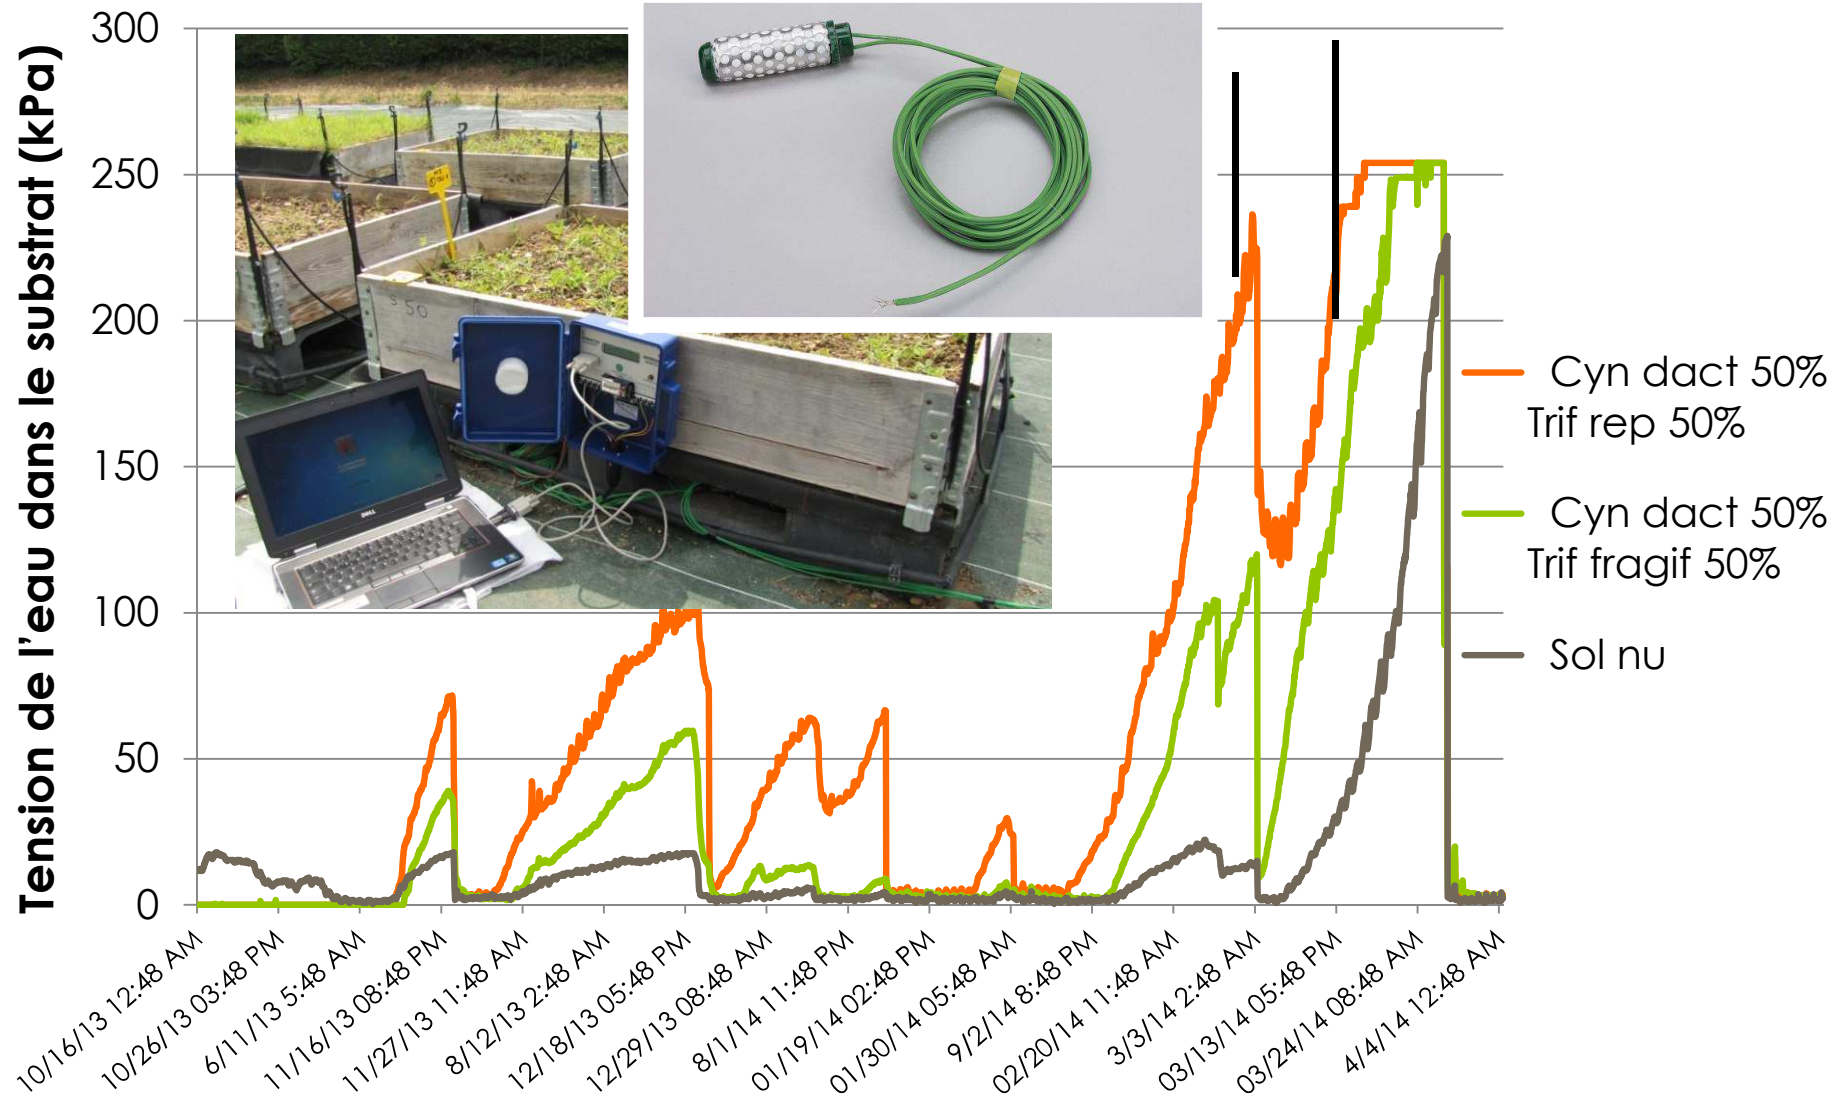 Tension de l'eau dans le substrat (kPa)
300
250
200
150
100
50
0
10/16/13 12:48 AM
10/26/13 03:48 PM
6/11/13 5:48 AM
11/16/13 08:48 PM
11/27/13 11:48 AM
8/12/13 2:48 AM
12/18/13 05:48 PM
12/29/13 08:48 AM
8/1/14 11:48 PM
01/19/14 02:48 PM
01/30/14 05:48 AM
9/2/14 8:48 PM
02/20/14 11:48 AM
3/3/14 2:48 AM
03/13/14 05:48 PM
03/24/14 08:48 AM
4/4/14 12:48 AM
Cyn dact 50%
Trif rep 50%
Cyn dact 50%
Trif fragif 50%
Sol nu
S 50
DELL